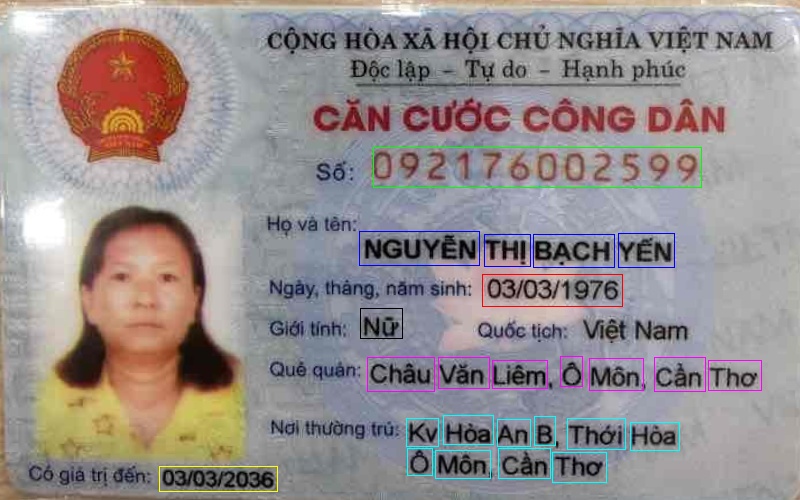 CỘNG HÒA XÃ HỘI CHỦ NGHĨA VIỆT NAM
Độc lập - Tự do - Hạnh phúc
CĂN CƯỚC CÔNG DÂN
Số: 092176002599
Họ và tên:
NGUYỄN THỊ BẠCH YẾN
Ngày, tháng, năm sinh: 03/03/1976
Giới tính: Nữ Quốc tịch: Việt Nam
Quê quán: Châu Văn Liêm, Ô Môn, Cần Thơ
Nơi thường trú: Kv Hòa An B, Thới Hòa
Ô Môn, Cần Thơ
Có giá trị đến: 03/03/2036